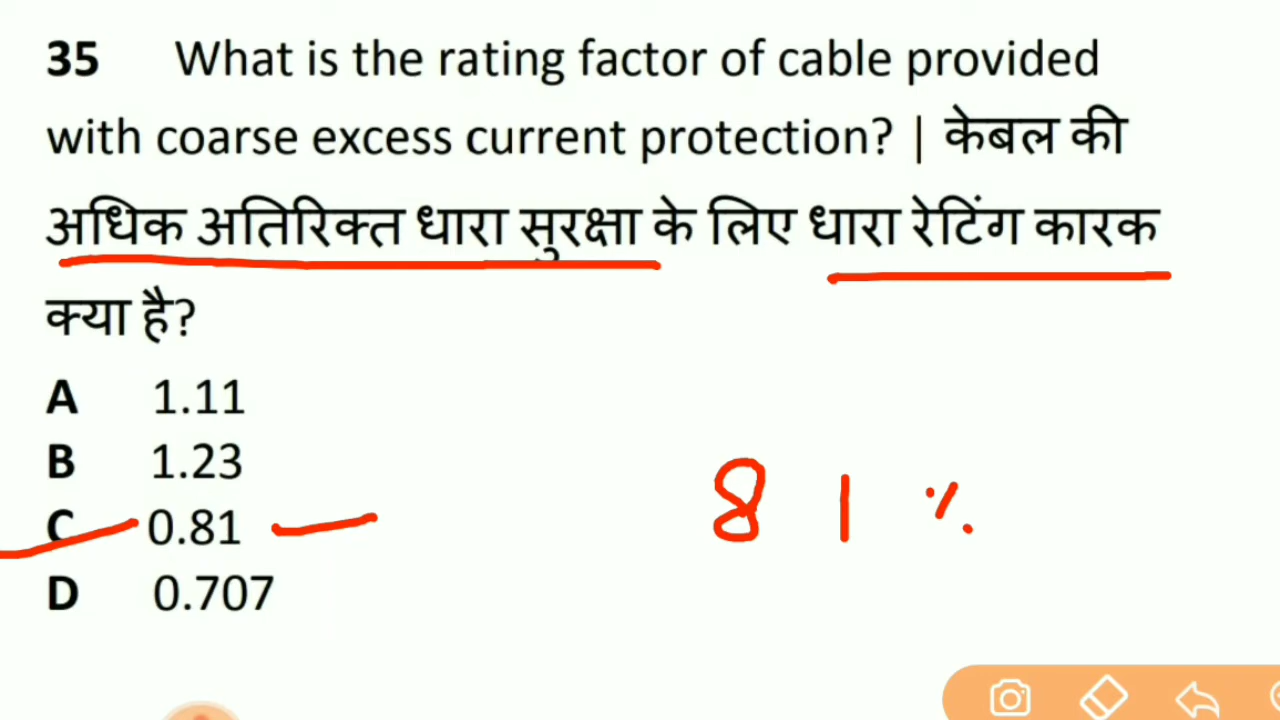 35 What is the rating factor of cable provided
with coarse excess current protection? | केबल की
अधिक अतिरिक्त धारा सुरक्षा के लिए धारा रेटिंग कारक
क्या है?
A 1.11
B 1.23
C 0.81
81%
D 0.707